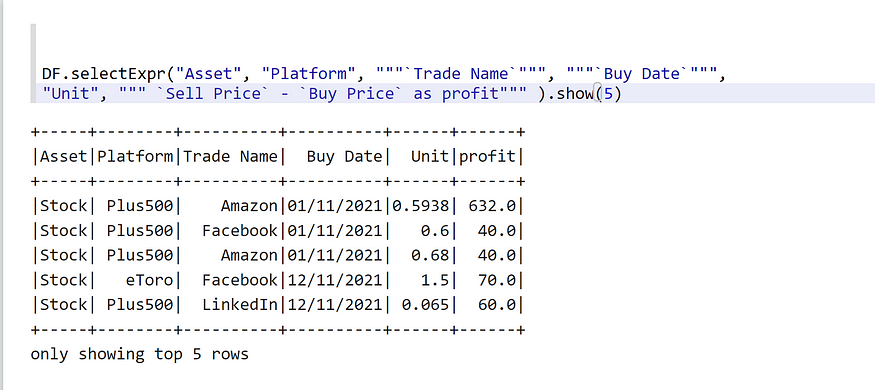 DF.selectExpr("Asset", "Platform", """`Trade Name`""", """`Buy Date`""",
"Unit", """ `Sell Price` - `Buy Price` as profit""" ).show(5)
+-----+--------+----------+----------+------+------+
|Asset|Platform|Trade Name|  Buy Date|  Unit|profit|
+-----+--------+----------+----------+------+------+
|Stock| Plus500|    Amazon|01/11/2021|0.5938| 632.0|
|Stock| Plus500|  Facebook|01/11/2021|   0.6|  40.0|
|Stock| Plus500|    Amazon|01/11/2021|  0.68|  40.0|
|Stock|   eToro|  Facebook|12/11/2021|   1.5|  70.0|
|Stock| Plus500|  LinkedIn|12/11/2021| 0.065|  60.0|
+-----+--------+----------+----------+------+------+
only showing top 5 rows